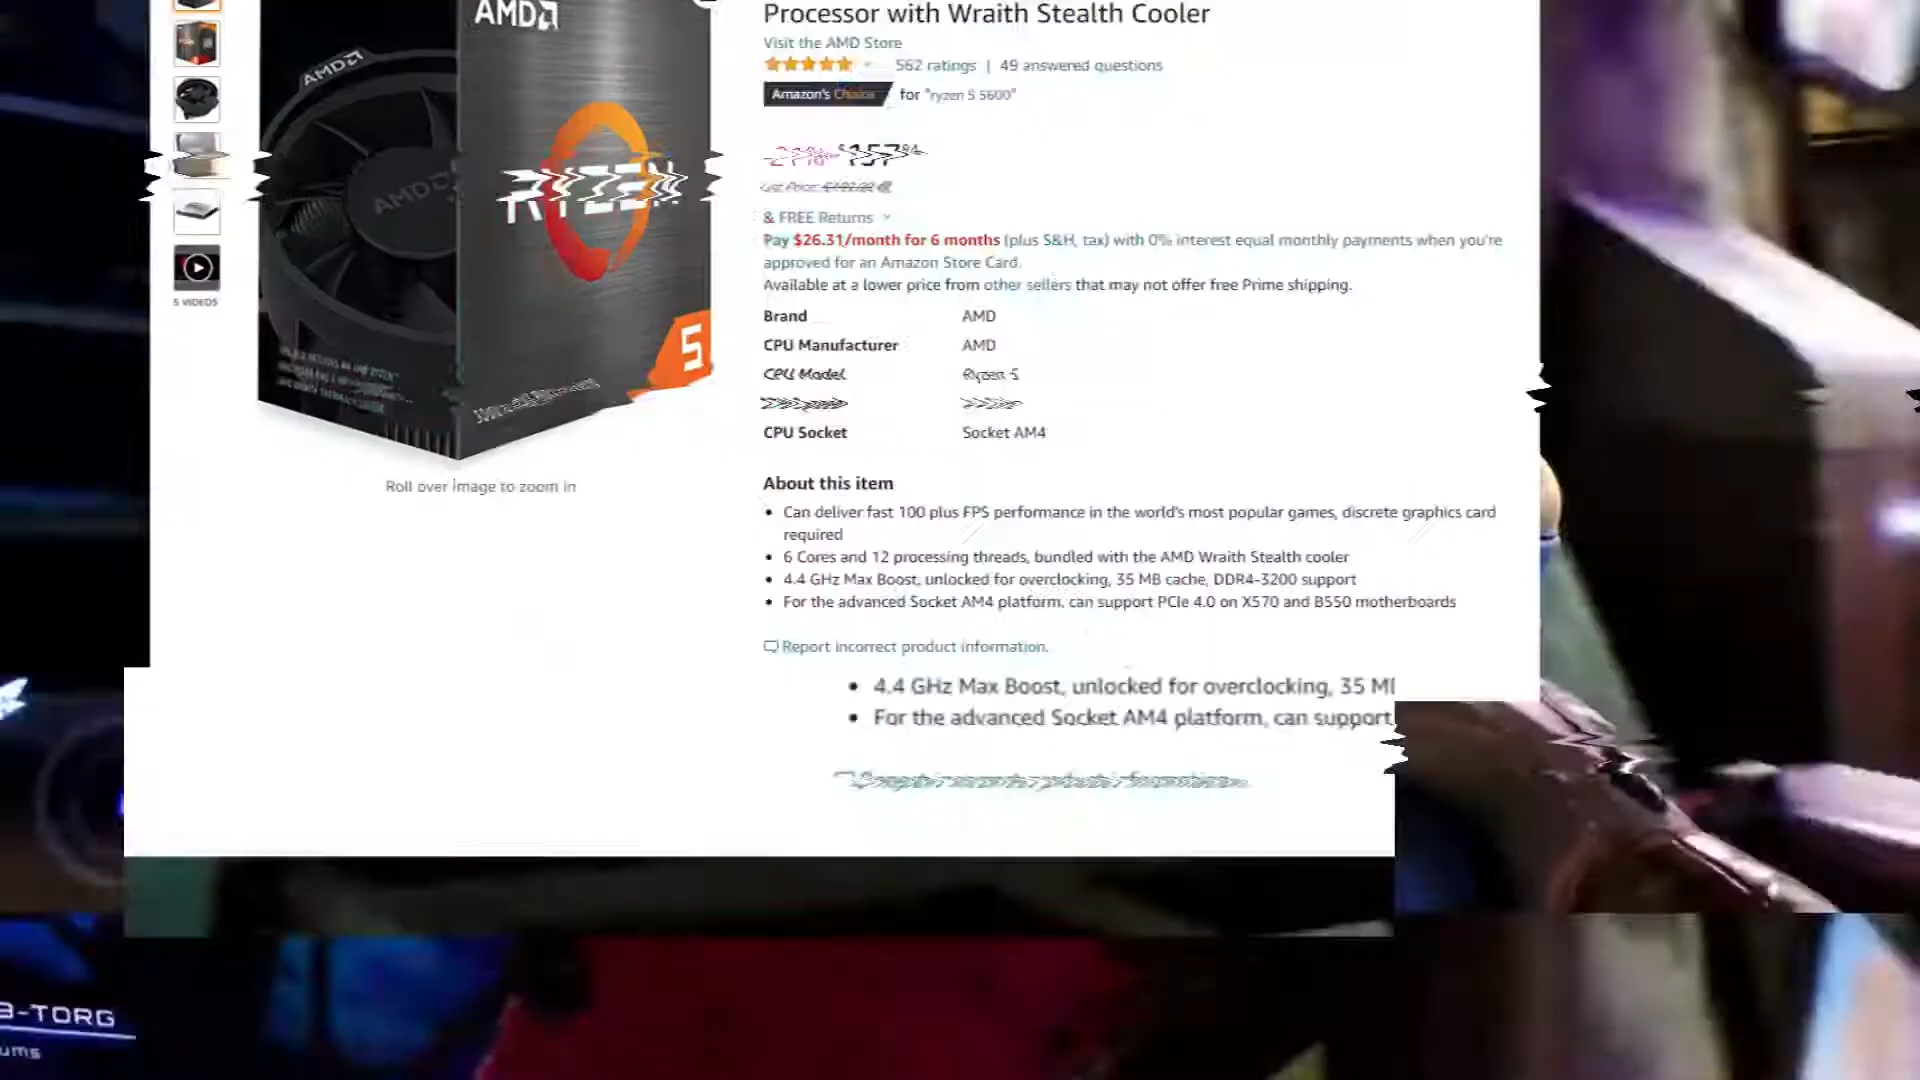 AMD
Processor with Wraith Stealth Cooler
Visit the AMD Store
562 ratings | 49 answered questions
Amazon's Choice for "ryzen 5 5600"
AMD
-21% $157
AMD
RYZEN
& FREE Returns
Pay $26.31/month for 6 months (plus S&H, tax) with 0% interest equal monthly payments when you're
approved for an Amazon Store Card.
Available at a lower price from other sellers that may not offer free Prime shipping.
5 VIDEOS
Brand AMD
CPU Manufacturer AMD
5
CPU Model Ryzen 5
CPU Socket Socket AM4
Roll over image to zoom in
About this item
• Can deliver fast 100 plus FPS performance in the world's most popular games, discrete graphics card
required
• 6 Cores and 12 processing threads, bundled with the AMD Wraith Stealth cooler
• 4.4 GHz Max Boost, unlocked for overclocking, 35 MB cache, DDR4-3200 support
• For the advanced Socket AM4 platform, can support PCIe 4.0 on X570 and B550 motherboards
Report incorrect product information.
• 4.4 GHz Max Boost, unlocked for overclocking, 35 M
• For the advanced Socket AM4 platform, can support
B-TORG
ums